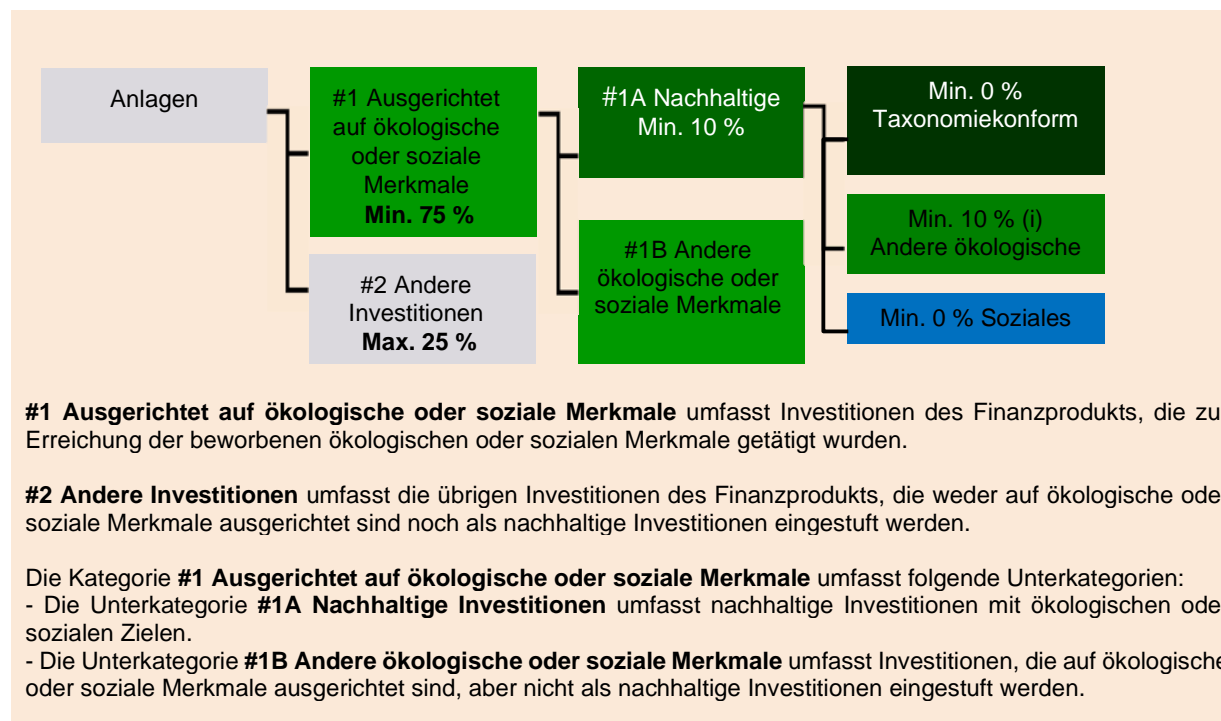 Anlagen
#1 Ausgerichtet
auf ökologische
oder soziale
Merkmale
Min. 75 %
#2 Andere
Investitionen
Max. 25 %
#1A Nachhaltige
Min. 10 %
#1B Andere
ökologische oder
soziale Merkmale
Min. 0 %
Taxonomiekonform
Min. 10 % (i)
Andere ökologische
Min. 0 % Soziales
#1 Ausgerichtet auf ökologische oder soziale Merkmale umfasst Investitionen des Finanzprodukts, die zu
Erreichung der beworbenen ökologischen oder sozialen Merkmale getätigt wurden.
#2 Andere Investitionen umfasst die übrigen Investitionen des Finanzprodukts, die weder auf ökologische ode
soziale Merkmale ausgerichtet sind noch als nachhaltige Investitionen eingestuft werden.
Die Kategorie #1 Ausgerichtet auf ökologische oder soziale Merkmale umfasst folgende Unterkategorien:
- Die Unterkategorie #1A Nachhaltige Investitionen umfasst nachhaltige Investitionen mit ökologischen ode
sozialen Zielen.
- Die Unterkategorie #1B Andere ökologische oder soziale Merkmale umfasst Investitionen, die auf ökologische
oder soziale Merkmale ausgerichtet sind, aber nicht als nachhaltige Investitionen eingestuft werden.